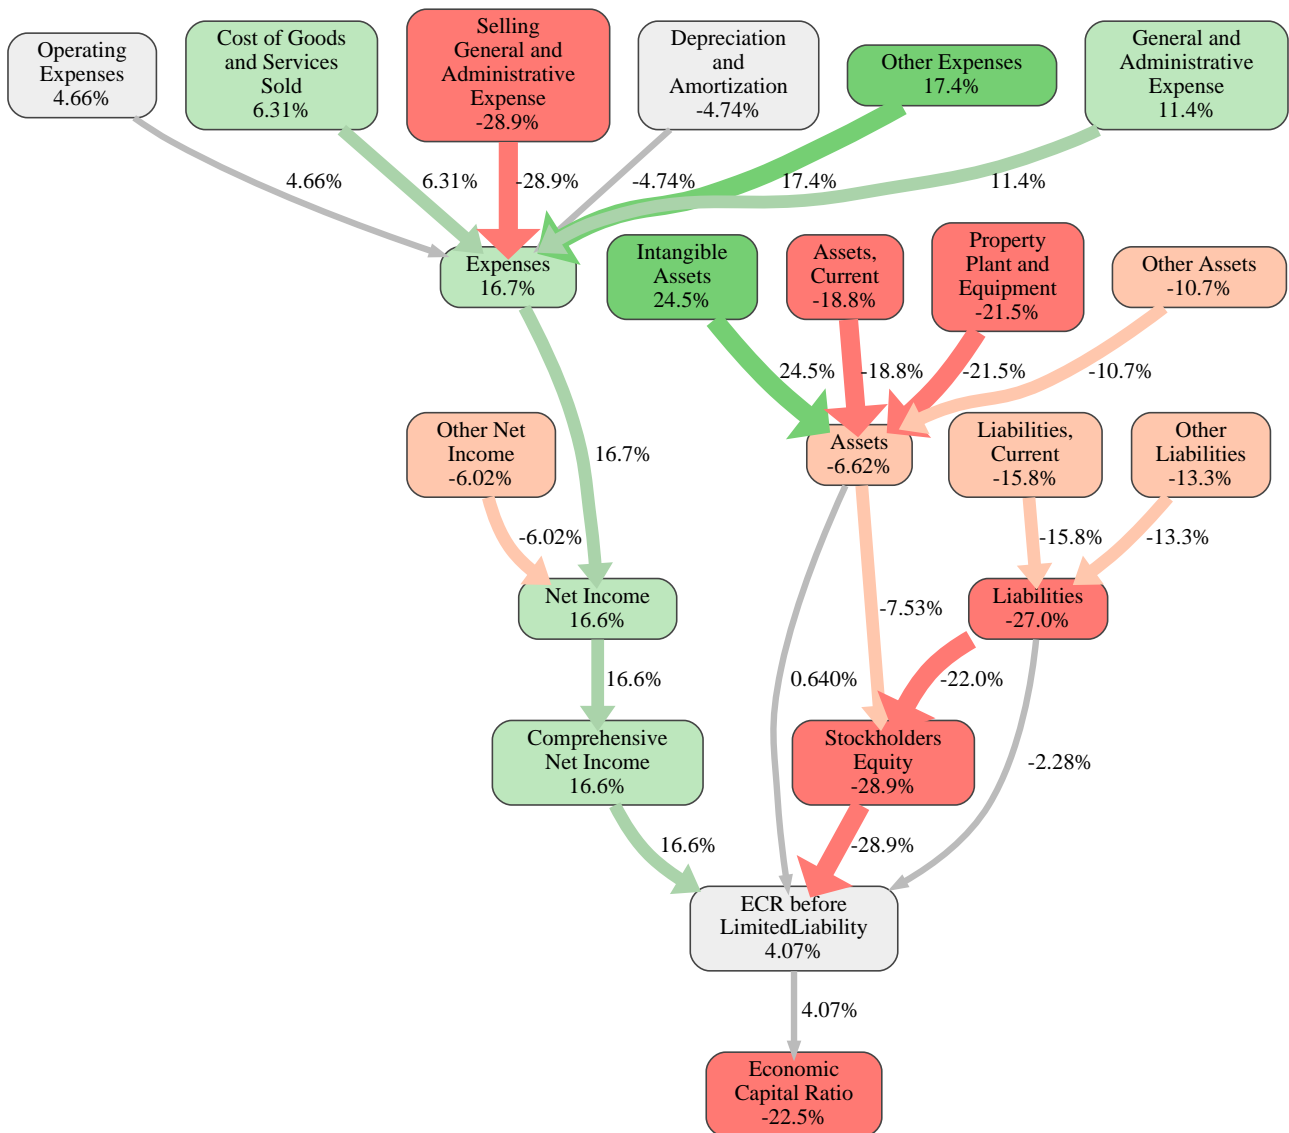 Operating
Expenses
4.66%
Cost of Goods
and Services
Sold
6.31%
Selling
General and
Administrative
Expense
-28.9%
Depreciation
and
Amortization
-4.74%
Other Expenses
17.4%
General and
Administrative
Expense
11.4%
4.66%
6.31%
-28.9%
-4.74%
17.4%
11.4%
Expenses
16.7%
Intangible
Assets
24.5%
Assets,
Current
-18.8%
Property
Plant and
Equipment
-21.5%
Other Assets
-10.7%
24.5%
-18.8%
-21.5%
-10.7%
Other Net
Income
-6.02%
16.7%
Assets
-6.62%
Liabilities,
Current
-15.8%
Other
Liabilities
-13.3%
-6.02%
-15.8%
-13.3%
Net Income
16.6%
-7.53%
Liabilities
-27.0%
16.6%
0.640%
-22.0%
Comprehensive
Net Income
16.6%
Stockholders
Equity
-28.9%
-2.28%
16.6%
-28.9%
ECR before
LimitedLiability
4.07%
4.07%
Economic
Capital Ratio
-22.5%